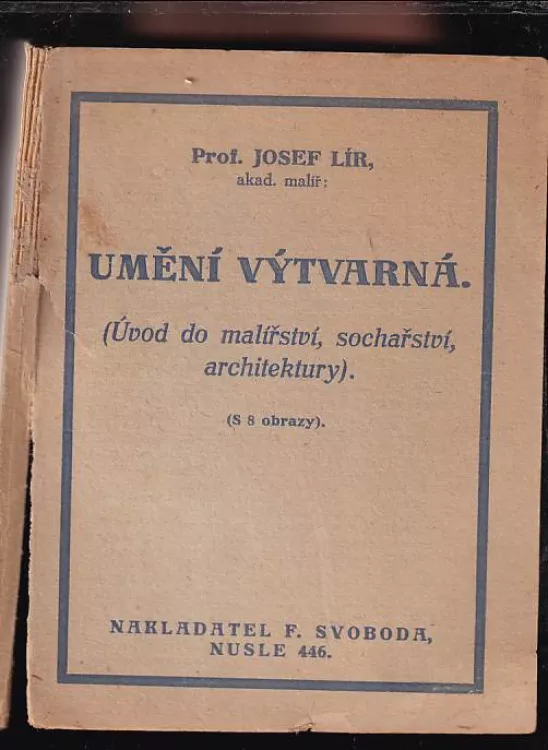 Prof. JOSEF LÍR,
akad. malíř:
UMĚNÍ VÝTVARNÁ.
(Úvod do malířství, sochařství,
architektury).
(S 8 obrazy).
NAKLADATEL F. SVOBODA,
NUSLE 446.